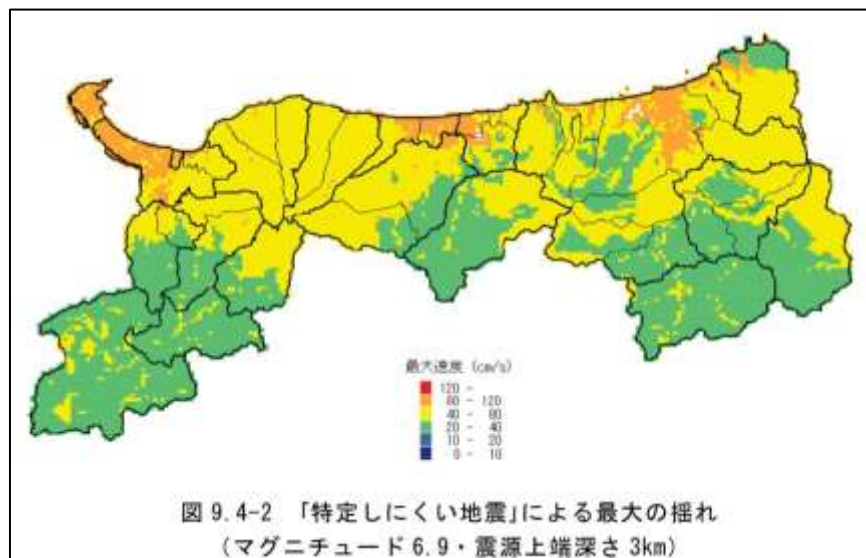 最大速度 (cm/s)
120 -
80 - 120
40 - 80
20 - 40
10 - 20
0 - 10
図 9.4-2 「特定しにくい地震」による最大の揺れ
(マグニチュード 6.9・震源上端深さ 3km)